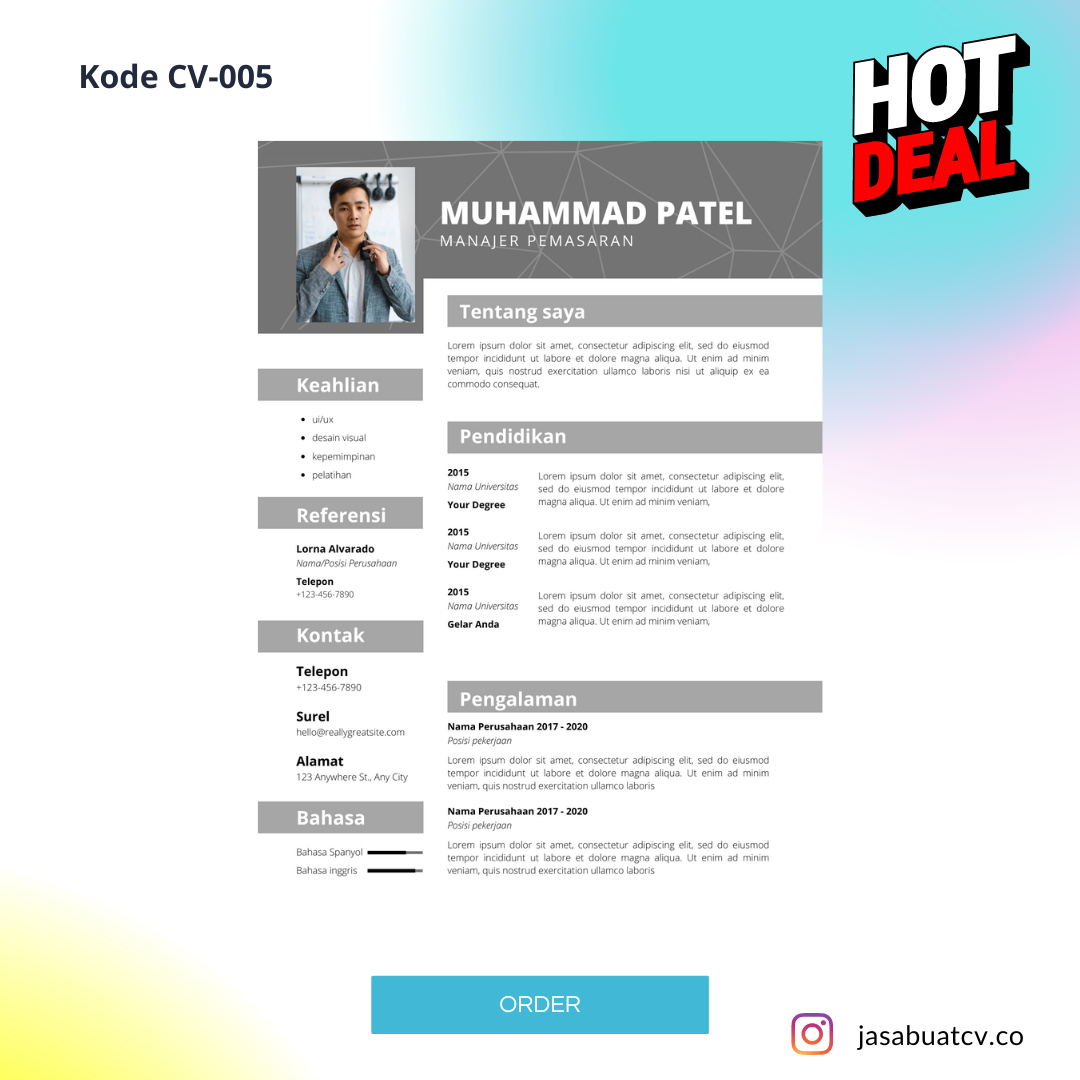 Kode CV-005
HOT
DEAL
MUHAMMAD PATEL
MANAJER PEMASARAN
Tentang saya
Lorem ipsum dolor sit amet, consectetur adipiscing elit, sed do eiusmod
tempor incididunt ut labore et dolore magna aliqua. Ut enim ad minim
veniam, quis nostrud exercitation ullamco laboris nisi ut aliquip ex ea
commodo consequat.
Keahlian
ui/ux
desain visual
kepemimpinan
pelatihan
Referensi
Lorna Alvarado
Nama/Posisi Perusahaan
Telepon
+123-456-7890
Kontak
Telepon
+123-456-7890
Surel
hello@reallygreatsite.com
Alamat
123 Anywhere St., Any City
Bahasa
Bahasa Spanyol
Bahasa inggris
Pendidikan
2015
Nama Universitas
Your Degree
Lorem ipsum dolor sit amet, consectetur adipiscing elit,
sed do eiusmod tempor incididunt ut labore et dolore
magna aliqua. Ut enim ad minim veniam,
2015
Nama Universitas
Your Degree
Lorem ipsum dolor sit amet, consectetur adipiscing elit,
sed do eiusmod tempor incididunt ut labore et dolore
magna aliqua. Ut enim ad minim veniam,
2015
Nama Universitas
Gelar Anda
Lorem ipsum dolor sit amet, consectetur adipiscing elit,
sed do eiusmod tempor incididunt ut labore et dolore
magna aliqua. Ut enim ad minim veniam,
Pengalaman
Nama Perusahaan 2017 - 2020
Posisi pekerjaan
Lorem ipsum dolor sit amet, consectetur adipiscing elit, sed do eiusmod
tempor incididunt ut labore et dolore magna aliqua. Ut enim ad minim
veniam, quis nostrud exercitation ullamco laboris
Nama Perusahaan 2017 - 2020
Posisi pekerjaan
Lorem ipsum dolor sit amet, consectetur adipiscing elit, sed do eiusmod
tempor incididunt ut labore et dolore magna aliqua. Ut enim ad minim
veniam, quis nostrud exercitation ullamco laboris
ORDER
jasabuatcv.co